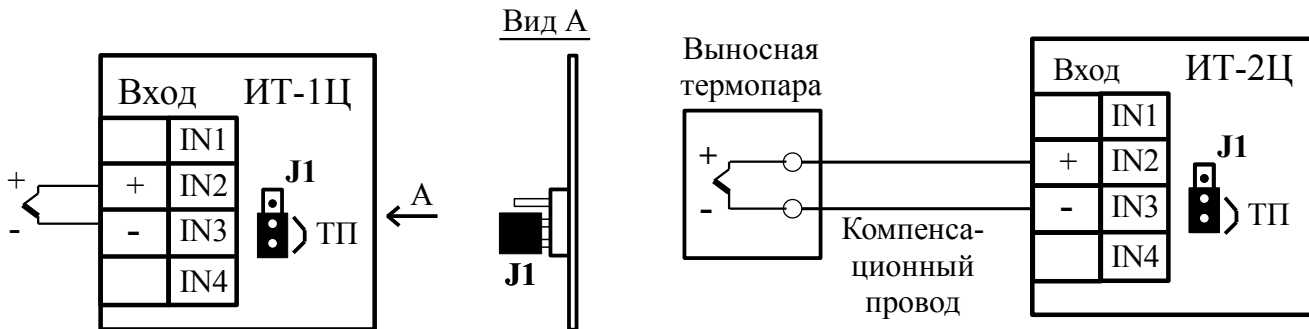 Вид А
Вход ИТ-1Ц
IN1
+ IN2
- IN3
IN4
+
-
J1
ТП
А
J1
Выносная
термопара
+
-
Компенса-
ционный
провод
Вход ИТ-2Ц
IN1
+ IN2
- IN3
IN4
J1
ТП